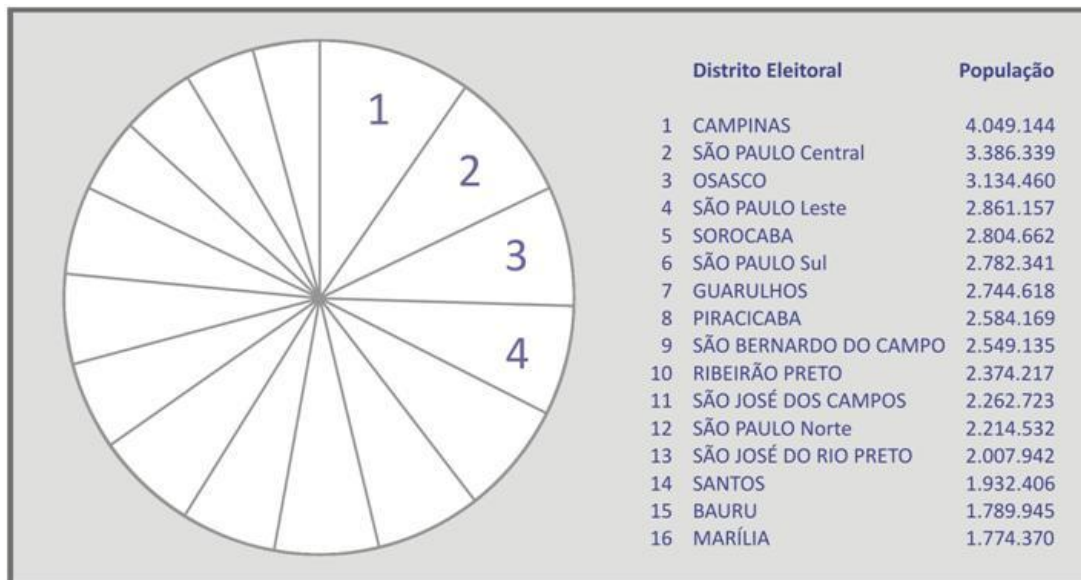 1
2
3
4
Distrito Eleitoral População
1 CAMPINAS 4.049.144
2 SÃO PAULO Central 3.386.339
3 OSASCO 3.134.460
4 SÃO PAULO Leste 2.861.157
5 SOROCABA 2.804.662
6 SÃO PAULO Sul 2.782.341
7 GUARULHOS 2.744.618
8 PIRACICABA 2.584.169
9 SÃO BERNARDO DO CAMPO 2.549.135
10 RIBEIRÃO PRETO 2.374.217
11 SÃO JOSÉ DOS CAMPOS 2.262.723
12 SÃO PAULO Norte 2.214.532
13 SÃO JOSÉ DO RIO PRETO 2.007.942
14 SANTOS 1.932.406
15 BAURU 1.789.945
16 MARÍLIA 1.774.370